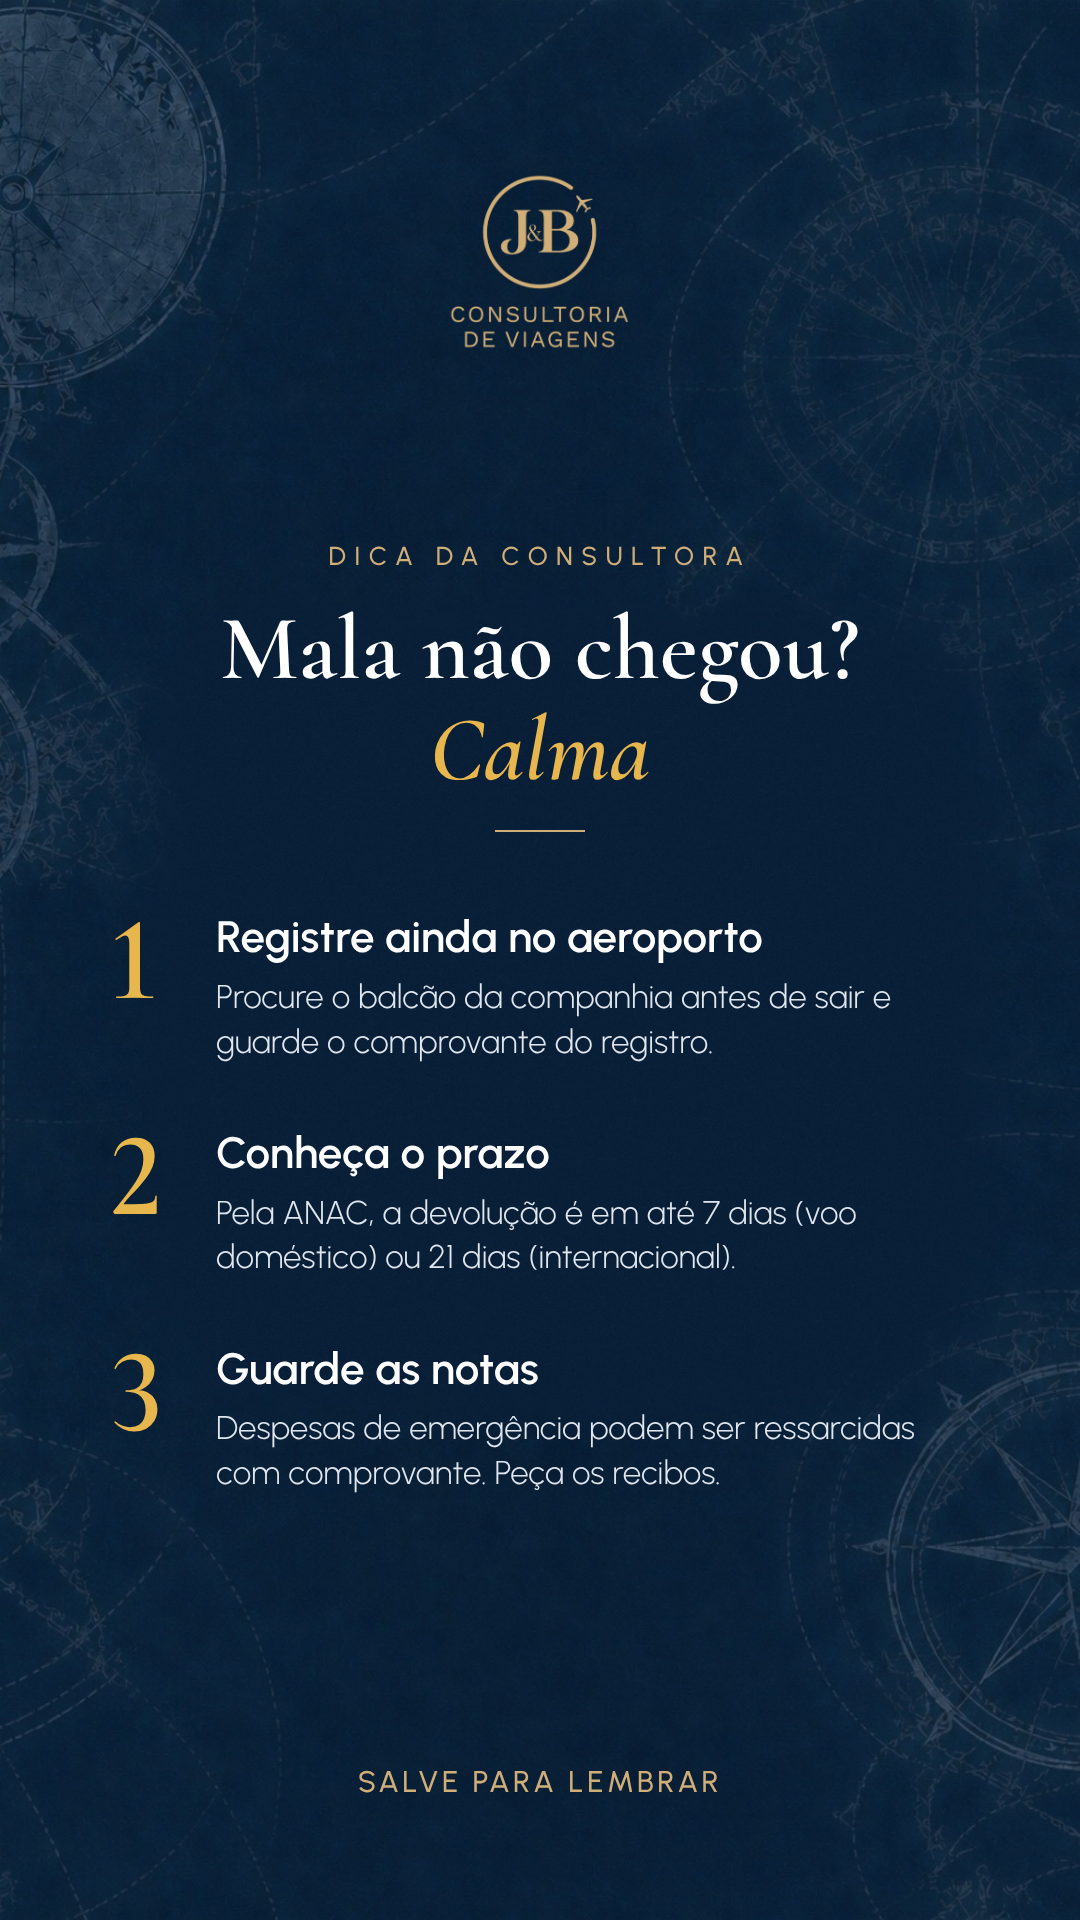 J&B
CONSULTORIA
DE VIAGENS
DICA DA CONSULTORA
Mala não chegou?
Calma
1
Registre ainda no aeroporto
Procure o balcão da companhia antes de sair e
guarde o comprovante do registro.
2
Conheça o prazo
Pela ANAC, a devolução é em até 7 dias (voo
doméstico) ou 21 dias (internacional).
3
Guarde as notas
Despesas de emergência podem ser ressarcidas
com comprovante. Peça os recibos.
SALVE PARA LEMBRAR